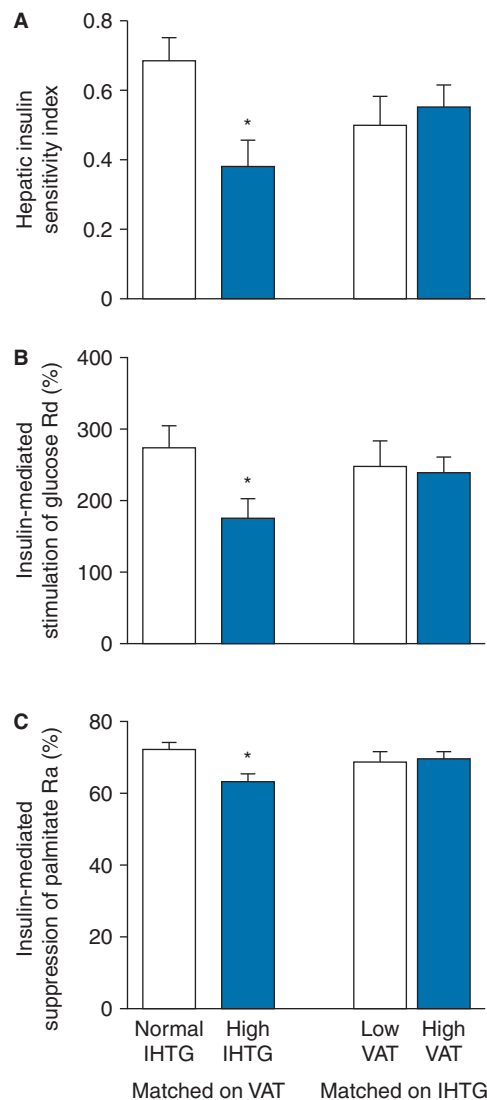 A
Hepatic insulin
sensitivity index
0.8
0.6
0.4
0.2
0
*
B
Insulin-mediated
stimulation of glucose Rd (%)
400
300
200
100
0
*
C
Insulin-mediated
suppression of palmitate Ra (%)
80
60
40
20
0
*
Normal IHTG
High IHTG
Low VAT
High VAT
Matched on VAT
Matched on IHTG